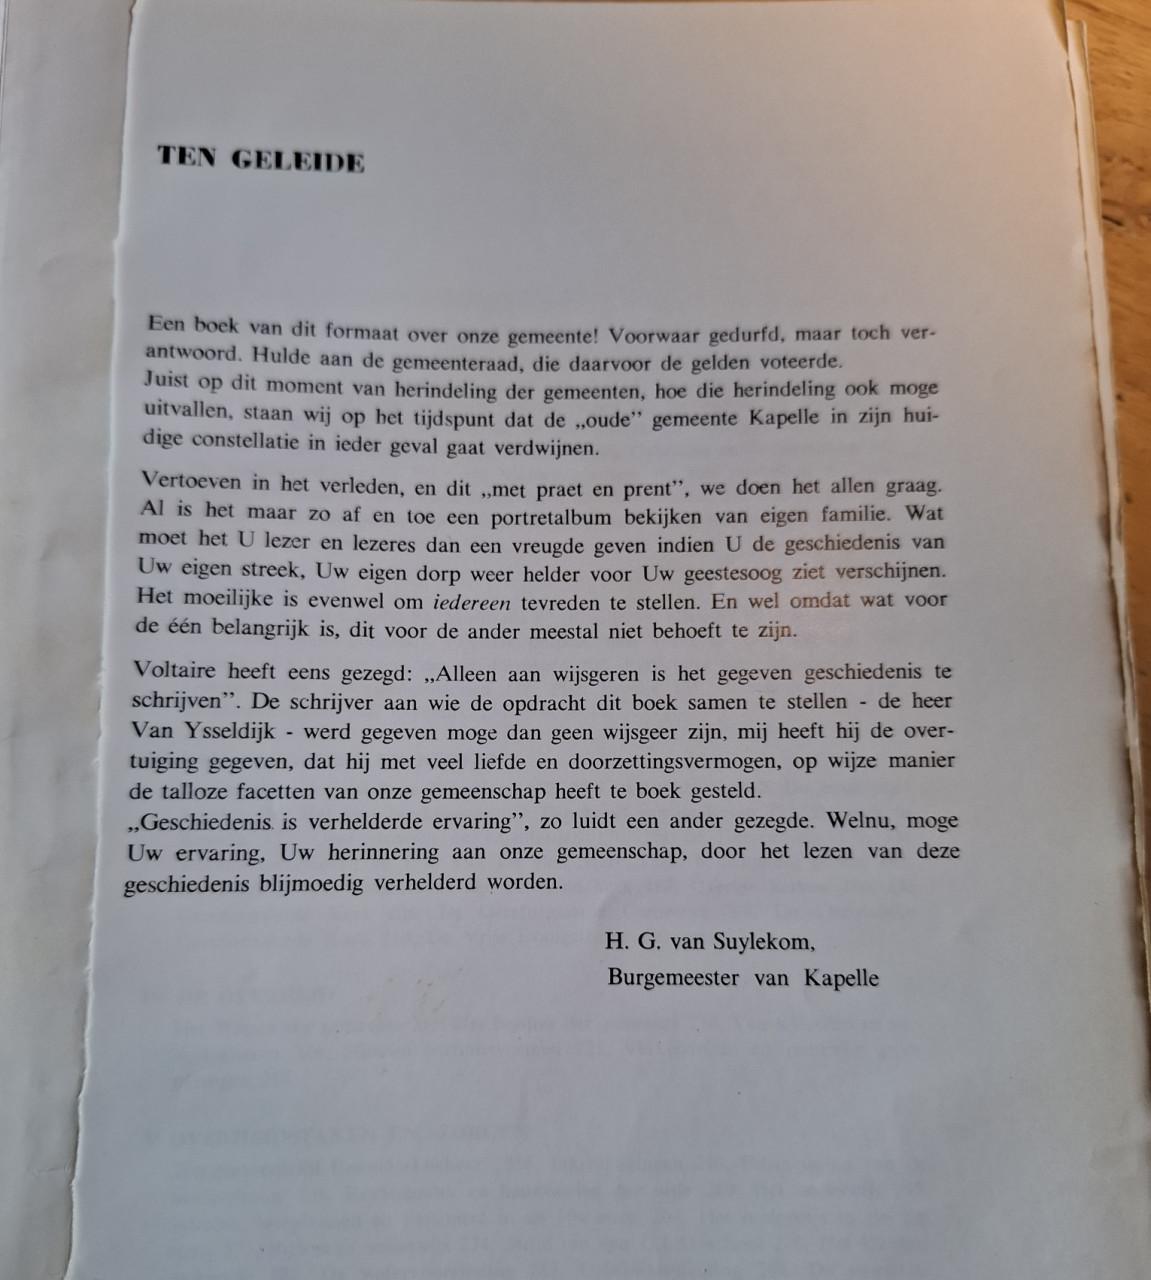 TEN GELEIDE
Een boek van dit formaat over onze gemeente! Voorwaar gedurfd, maar toch ver-
antwoord. Hulde aan de gemeenteraad, die daarvoor de gelden voteerde.
Juist op dit moment van herindeling der gemeenten, hoe die herindeling ook moge
uitvallen, staan wij op het tijdspunt dat de „oude” gemeente Kapelle in zijn hui-
dige constellatie in ieder geval gaat verdwijnen.
Vertoeven in het verleden, en dit „met praet en prent”, we doen het allen graag.
Al is het maar zo af en toe een portretalbum bekijken van eigen familie. Wat
moet het U lezer en lezeres dan een vreugde geven indien U de geschiedenis van
Uw eigen streek, Uw eigen dorp weer helder voor Uw geestesoog ziet verschijnen.
Het moeilijke is evenwel om iedereen tevreden te stellen. En wel omdat wat voor
de één belangrijk is, dit voor de ander meestal niet behoeft te zijn.
Voltaire heeft eens gezegd: „Alleen aan wijsgeren is het gegeven geschiedenis te
schrijven”. De schrijver aan wie de opdracht dit boek samen te stellen - de heer
Van Ysseldijk - werd gegeven moge dan geen wijsgeer zijn, mij heeft hij de over-
tuiging gegeven, dat hij met veel liefde en doorzettingsvermogen, op wijze manier
de talloze facetten van onze gemeenschap heeft te boek gesteld.
„Geschiedenis is verhelderde ervaring”, zo luidt een ander gezegde. Welnu, moge
Uw ervaring, Uw herinnering aan onze gemeenschap, door het lezen van deze
geschiedenis blijmoedig verhelderd worden.
H. G. van Suylekom,
Burgemeester van Kapelle